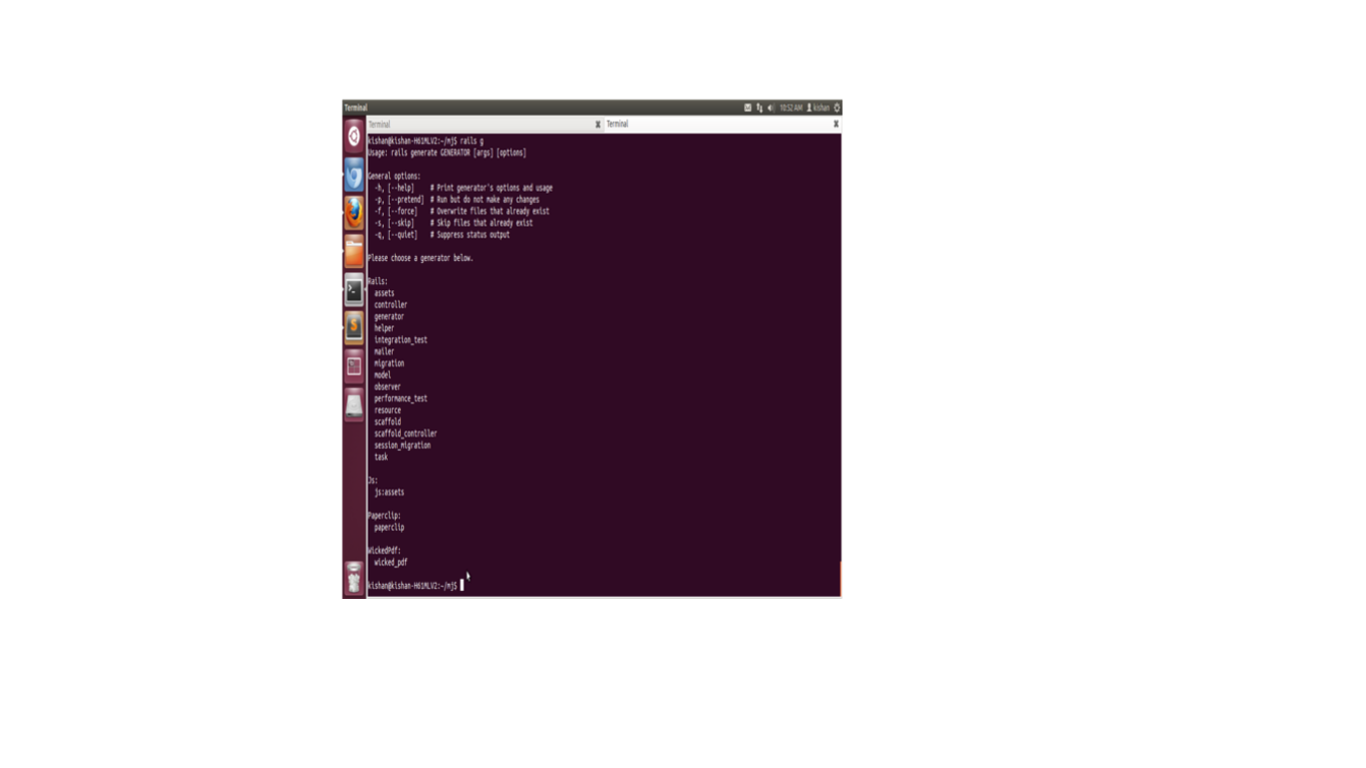 Terminal
10:52 AM kishan
Terminal
Terminal
kishan@kishan-H61MLV2:~/mj$ rails g
Usage: rails generate GENERATOR [args] [options]
General options:
-h, [--help] # Print generator's options and usage
-p, [--pretend] # Run but do not make any changes
-f, [--force] # Overwrite files that already exist
-s, [--skip] # Skip files that already exist
-q, [--quiet] # Suppress status output
Please choose a generator below.
Rails:
assets
controller
generator
helper
integration_test
mailer
migration
model
observer
performance_test
resource
scaffold
scaffold_controller
session_migration
task
Js:
js:assets
Paperclip:
paperclip
WickedPdf:
wicked_pdf
kishan@kishan-H61MLV2:~/mj$